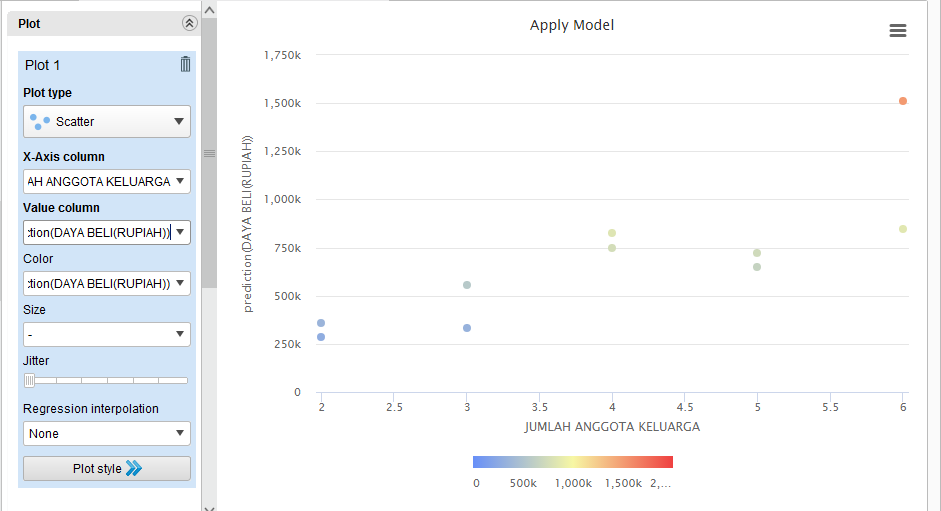 Plot
Plot 1
Plot type
Scatter
X-Axis column
AH ANGGOTA KELUARGA
Value column
tion(DAYA BELI(RUPIAH))
Color
tion(DAYA BELI(RUPIAH))
Size
-
Jitter
Regression interpolation
None
Plot style
Apply Model
prediction(DAYA BELI(RUPIAH))
1,750k
1,500k
1,250k
1,000k
750k
500k
250k
0
2 2.5 3 3.5 4 4.5 5 5.5 6
JUMLAH ANGGOTA KELUARGA
0 500k 1,000k 1,500k 2,...